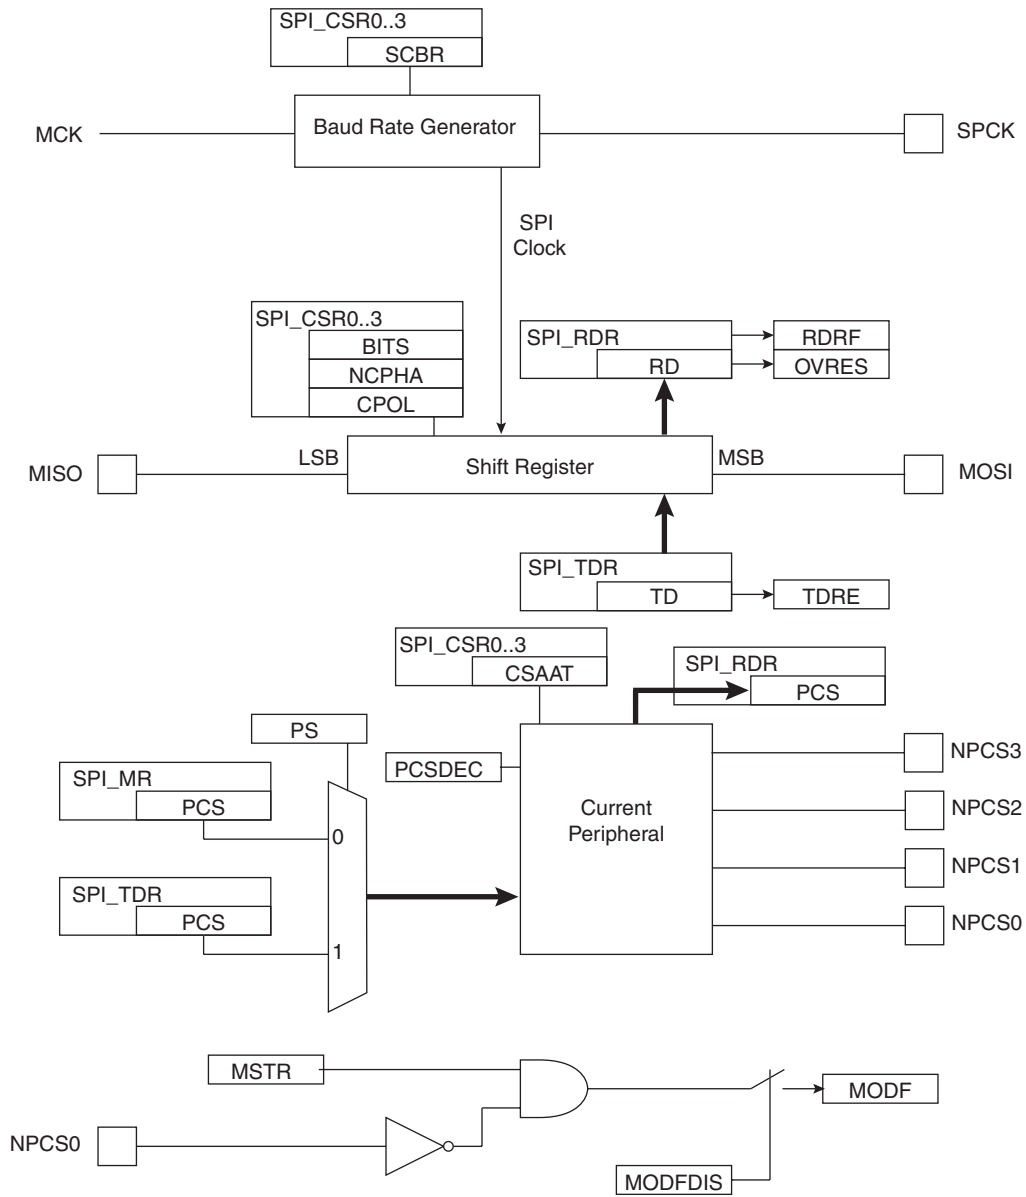 SPI_CSR0..3
SCBR
MCK
Baud Rate Generator
SPCK
SPI
Clock
SPI_CSR0..3
BITS
NCPHA
CPOL
SPI_RDR
RD
RDRF
OVRES
MISO
LSB
Shift Register
MSB
MOSI
SPI_TDR
TD
TDRE
SPI_CSR0..3
CSAAT
SPI_RDR
PCS
PS
PCSDEC
SPI_MR
PCS
0
SPI_TDR
PCS
1
Current
Peripheral
NPCS3
NPCS2
NPCS1
NPCS0
MSTR
MODF
NPCS0
MODFDIS